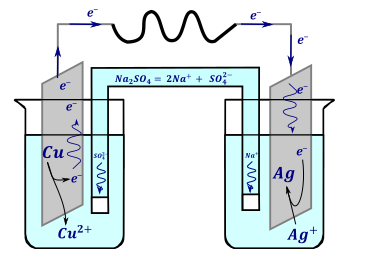 e⁻ e⁻
e⁻
Na₂SO₄ = 2Na⁺ + SO₄²⁻
e⁻ e⁻
e⁻
Cu SO₄²⁻ Na⁺ e⁻
e⁻ Ag
Cu²⁺ Ag⁺